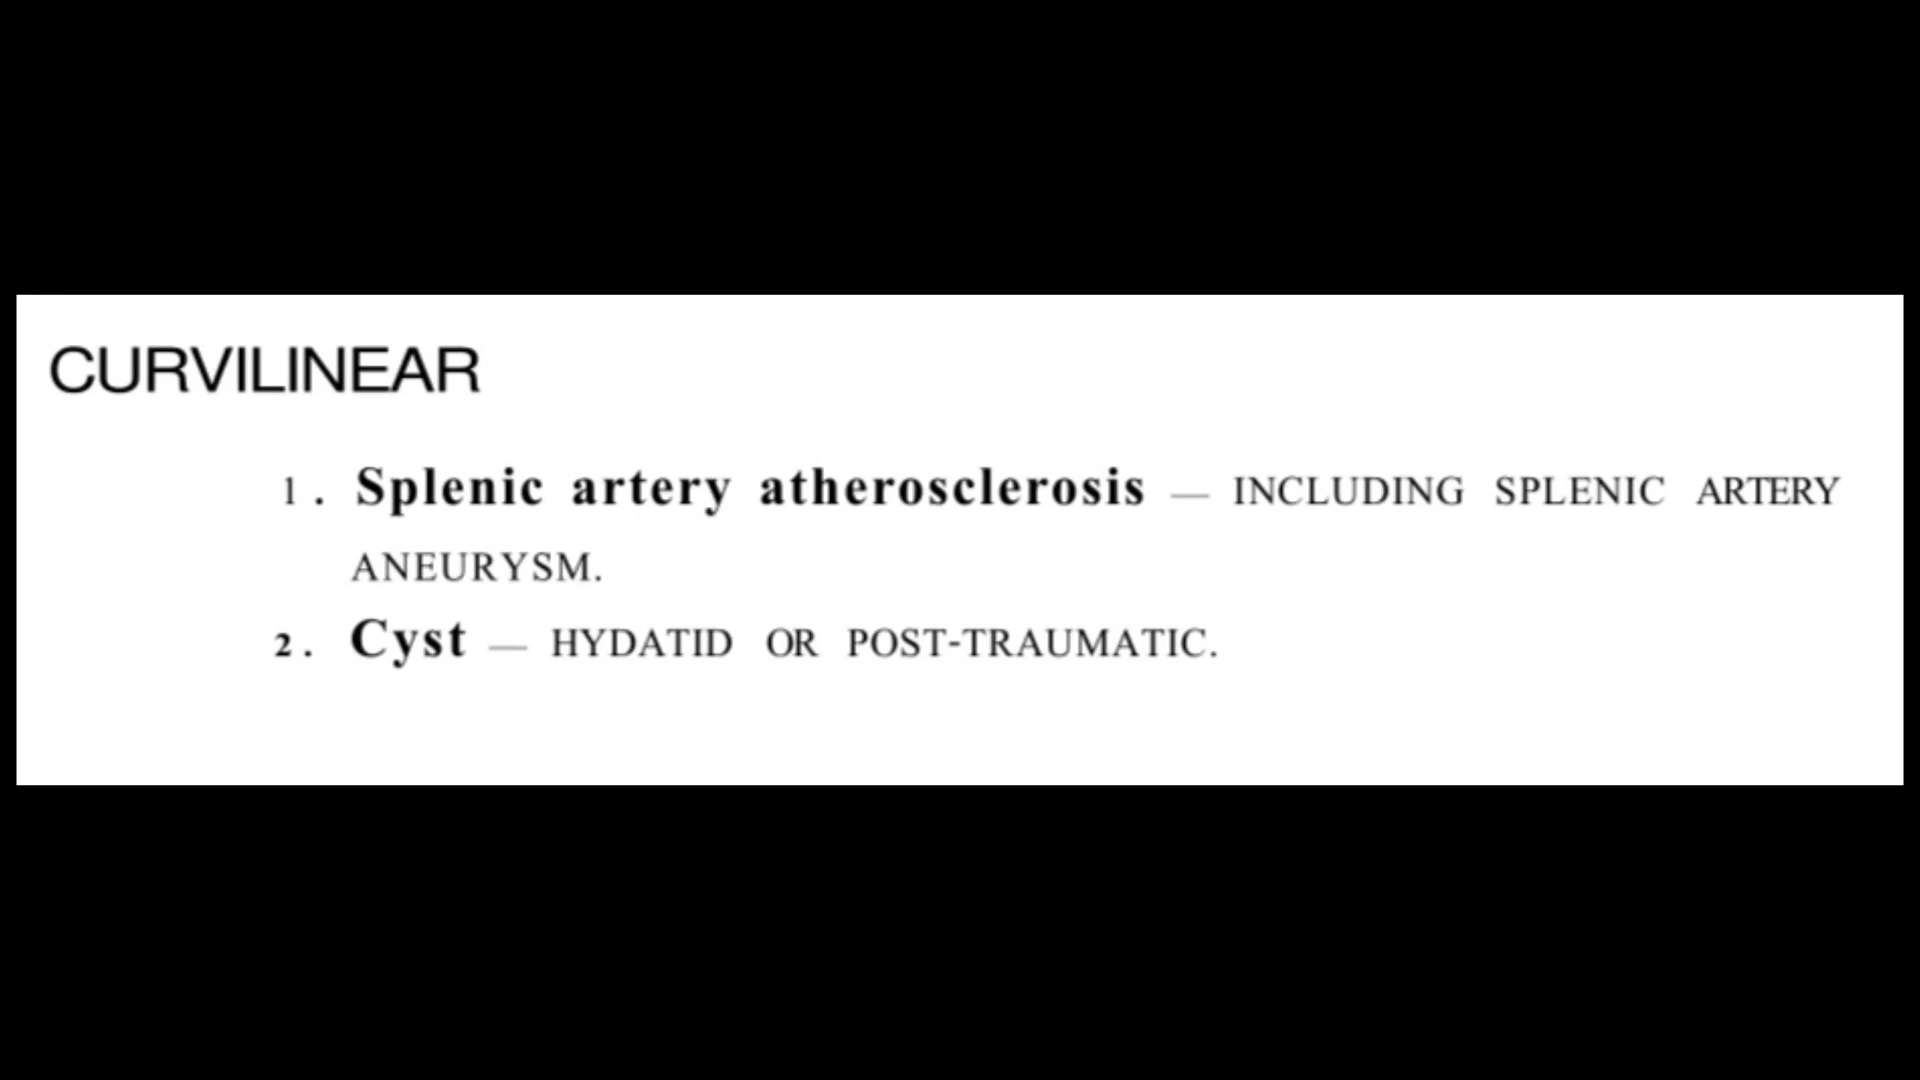 CURVILINEAR
1. Splenic artery atherosclerosis — INCLUDING SPLENIC ARTERY
ANEURYSM.
2. Cyst — HYDATID OR POST-TRAUMATIC.